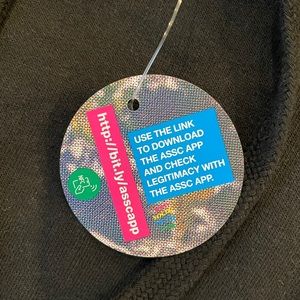 http://bit.ly/asscapp
USE THE LINK
TO DOWNLOAD
THE ASSC APP
AND CHECK
LEGITIMACY WITH
THE ASSC APP.